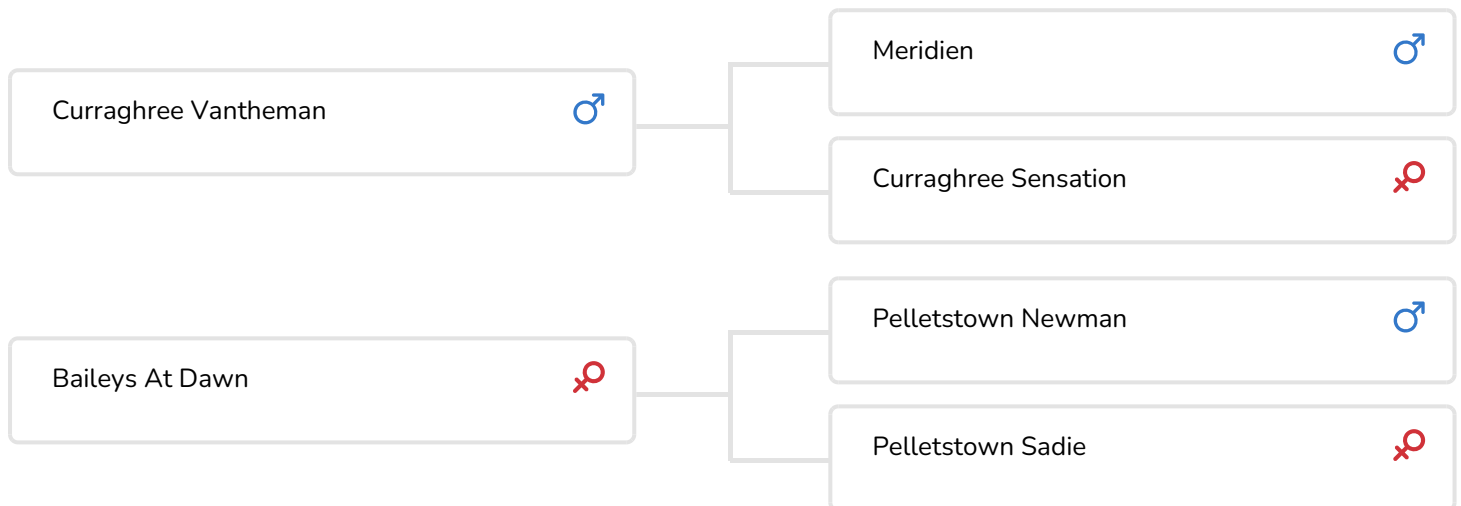 Meridien
Curraghree Vantheman
Curraghree Sensation
Pelletstown Newman
Baileys At Dawn
Pelletstown Sadie